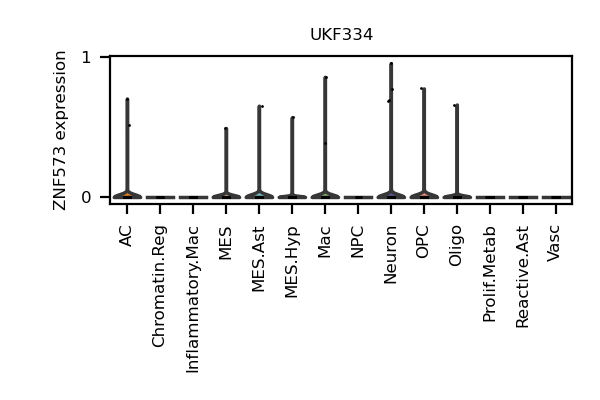 UKF334
ZNF573 expression
1
0
AC
Chromatin.Reg
Inflammatory.Mac
MES
MES.Ast
MES.Hyp
Mac
NPC
Neuron
OPC
Oligo
Prolif.Metab
Reactive.Ast
Vasc